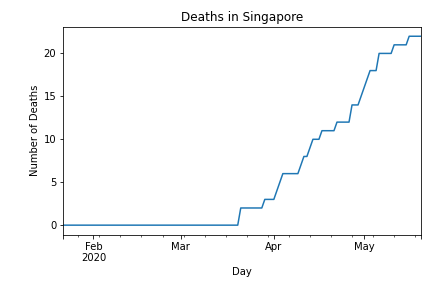 Deaths in Singapore
Number of Deaths
20
15
10
5
0
Feb
2020
Mar
Apr
May
Day